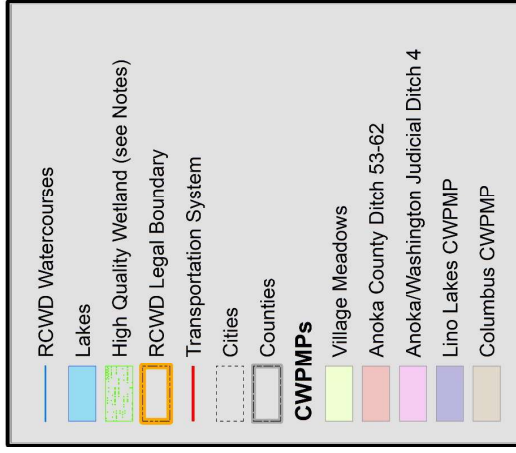 RCWD Watercourses
Lakes
High Quality Wetland (see Notes)
RCWD Legal Boundary
Transportation System
Cities
Counties
CWPMPs
Village Meadows
Anoka County Ditch 53-62
Anoka/Washington Judicial Ditch 4
Lino Lakes CWPMP
Columbus CWPMP